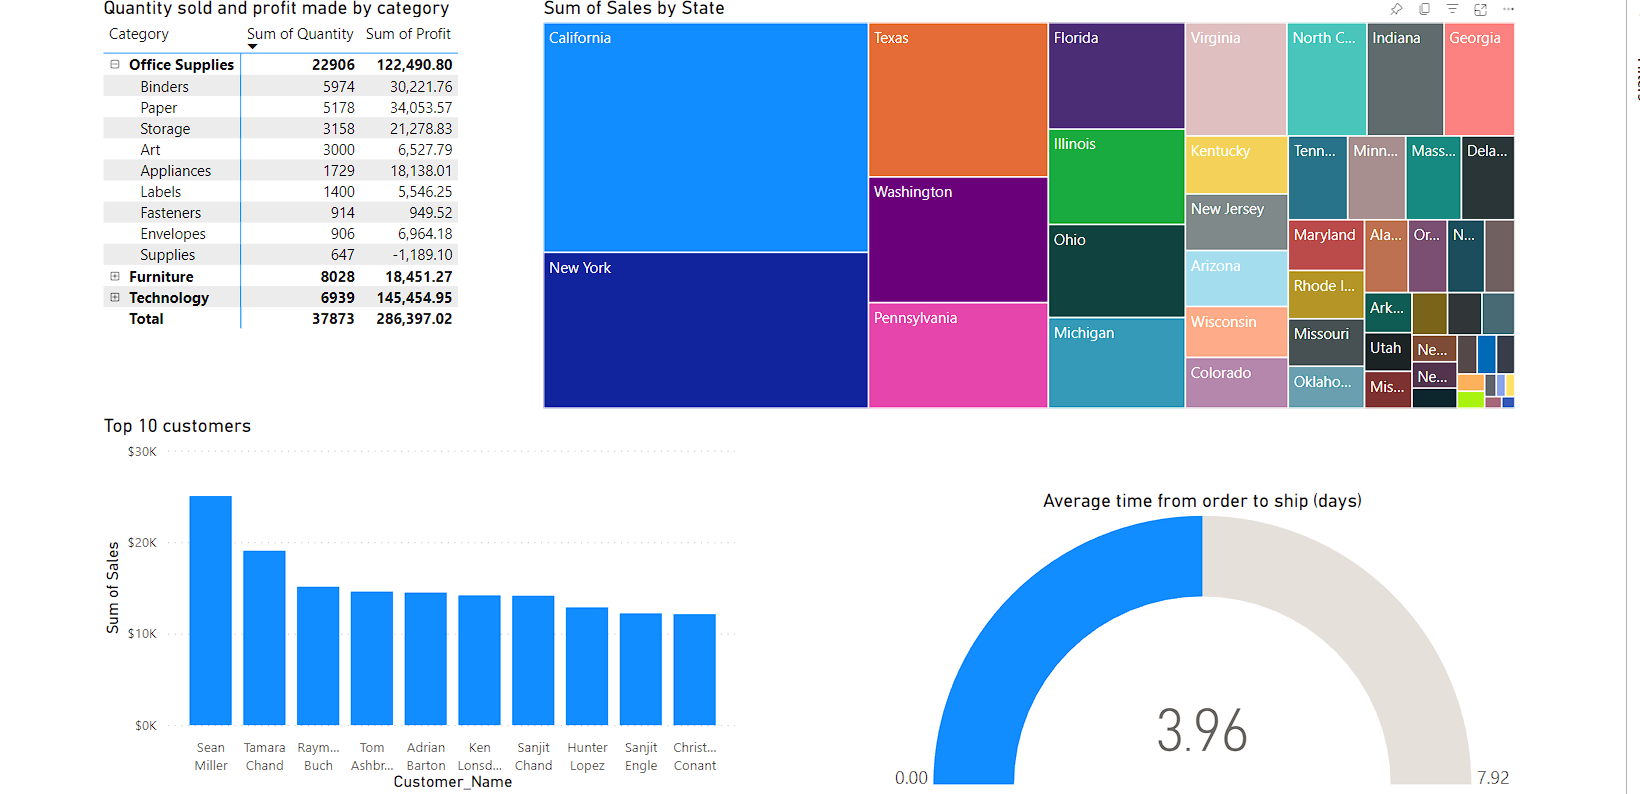 Quantity sold and profit made by category
Category Sum of Quantity Sum of Profit
Office Supplies 22906 122,490.80
Binders 5974 30,221.76
Paper 5178 34,053.57
Storage 3158 21,278.83
Art 3000 6,527.79
Appliances 1729 18,138.01
Labels 1400 5,546.25
Fasteners 914 949.52
Envelopes 906 6,964.18
Supplies 647 -1,189.10
Furniture 8028 18,451.27
Technology 6939 145,454.95
Total 37873 286,397.02
Sum of Sales by State
California
New York
Texas
Washington
Pennsylvania
Florida
Illinois
Ohio
Michigan
Virginia
Kentucky
New Jersey
Arizona
Wisconsin
Colorado
North C...
Indiana
Georgia
Tenn...
Minn...
Mass...
Dela...
Maryland
Rhode I...
Missouri
Oklaho...
Ala...
Or...
N...
Ark...
Utah
Mis...
Ne...
Ne...
Top 10 customers
Sum of Sales
$30K
$20K
$10K
$0K
Sean Miller
Tamara Chand
Raym... Buch
Tom Ashbr...
Adrian Barton
Ken Lonsd...
Sanjit Chand
Hunter Lopez
Sanjit Engle
Christ... Conant
Customer_Name
Average time from order to ship (days)
3.96
0.00
7.92